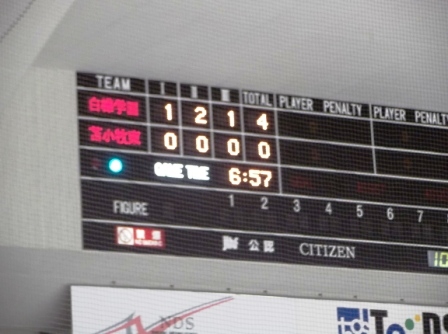 TEAM I II III TOTAL PLAYER PENALTY PLAYER PENALTY
白樺学園 1 2 1 4
苫小牧東 0 0 0 0
GAME TIME 6:57
1 2 3 4 5 6 7
FIGURE
公認 CITIZEN 10
NDS